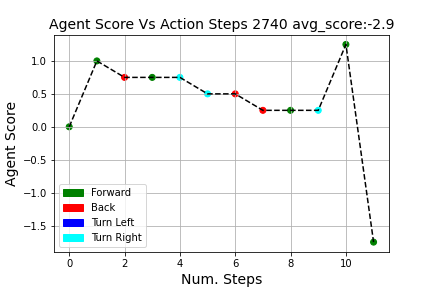 Agent Score Vs Action Steps 2740 avg_score:-2.9
Agent Score
1.0
0.5
0.0
−0.5
−1.0
−1.5
Forward
Back
Turn Left
Turn Right
0 2 4 6 8 10
Num. Steps